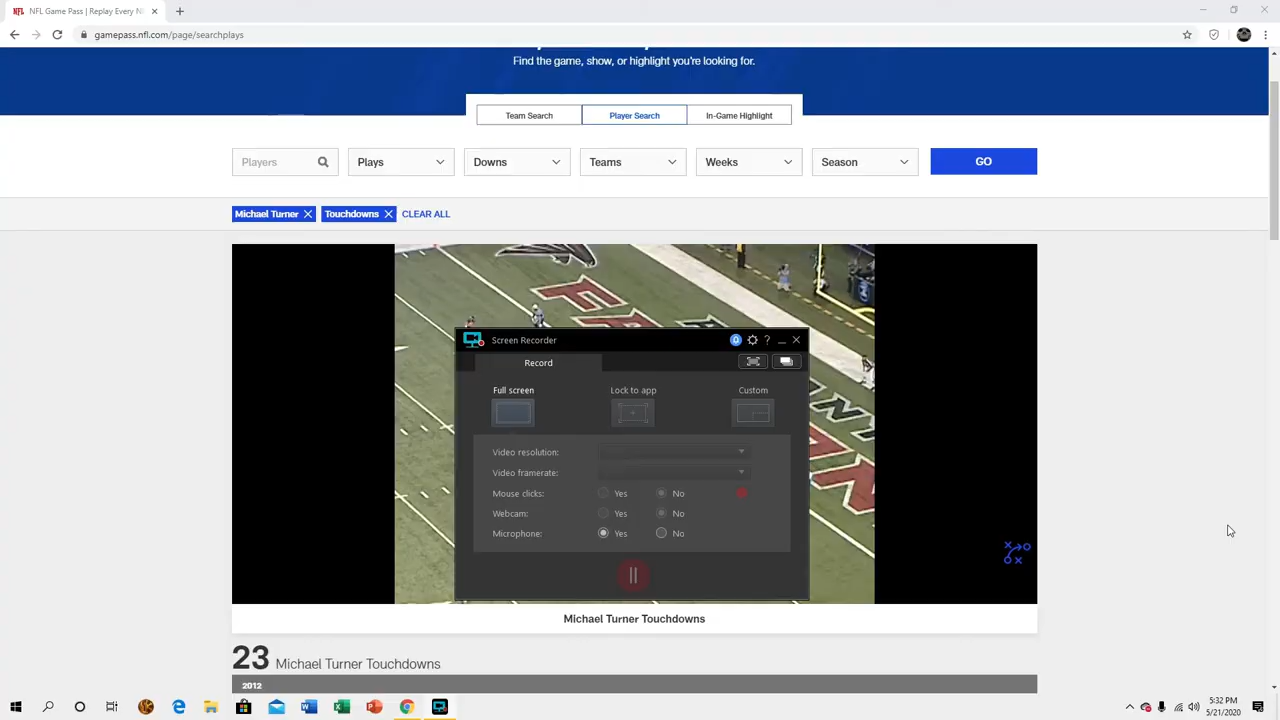 NFL Game Pass | Replay Every N
gamepass.nfl.com/page/searchplays
Find the game, show, or highlight you're looking for.
Team Search Player Search In-Game Highlight
Players Plays Downs Teams Weeks Season GO
Michael Turner Touchdowns CLEAR ALL
Screen Recorder
Record
Full screen Lock to app Custom
Video resolution:
Video framerate:
Mouse clicks: Yes No
Webcam: Yes No
Microphone: Yes No
Michael Turner Touchdowns
23 Michael Turner Touchdowns
2012
5:32 PM
5/21/2020